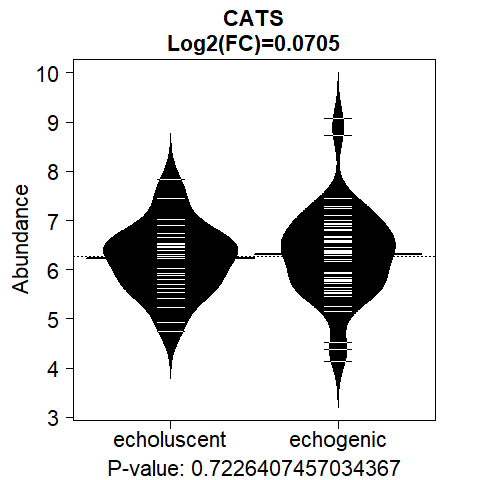 CATS
Log2(FC)=0.0705
Abundance
10
9
8
7
6
5
4
3
echoluscent echogenic
P-value: 0.7226407457034367